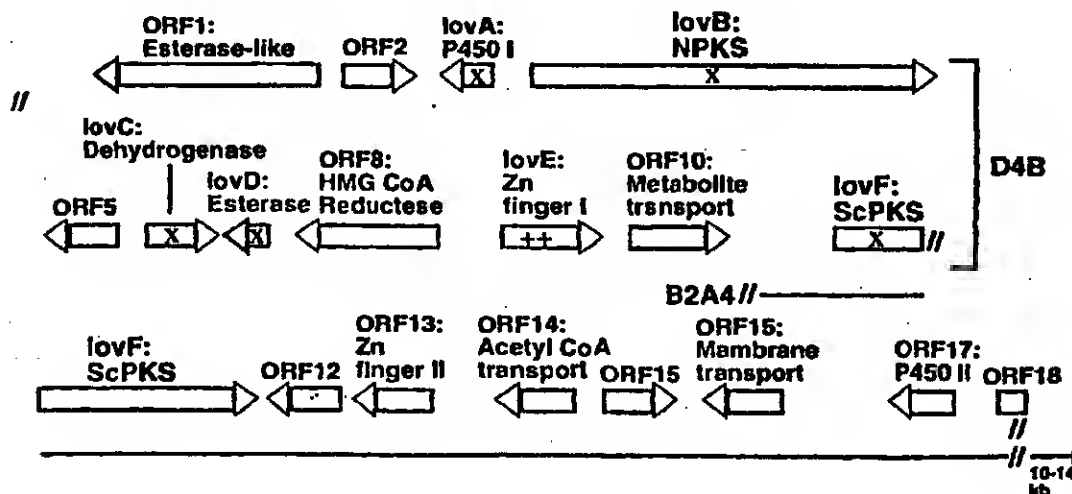 ORF1:
Esterase-like
ORF2
lovA:
P450 I
lovB:
NPKS
X
X
//
D4B
lovC:
Dehydrogenase
ORF5
X
lovD:
Esterase
X
ORF8:
HMG CoA
Reductese
lovE:
Zn
finger I
++
ORF10:
Metabolite
trsnsport
lovF:
ScPKS
X
//
B2A4//
lovF:
ScPKS
ORF12
ORF13:
Zn
finger II
ORF14:
Acetyl CoA
transport
ORF15
ORF15:
Mambrane
transport
ORF17:
P450 II
ORF18
//
//
10-14
kb